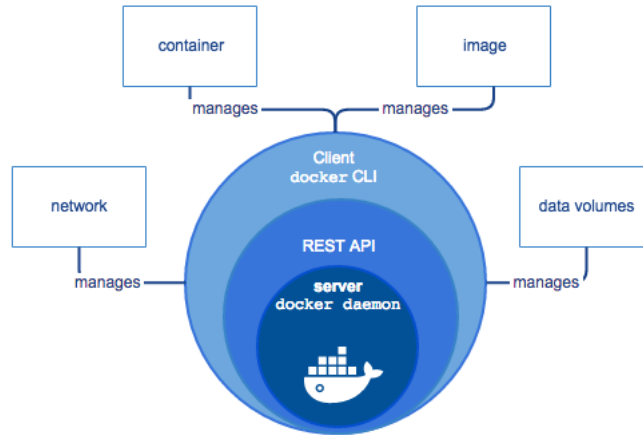 container
image
manages
manages
Client
docker CLI
network
data volumes
REST API
manages
server
manages
docker daemon